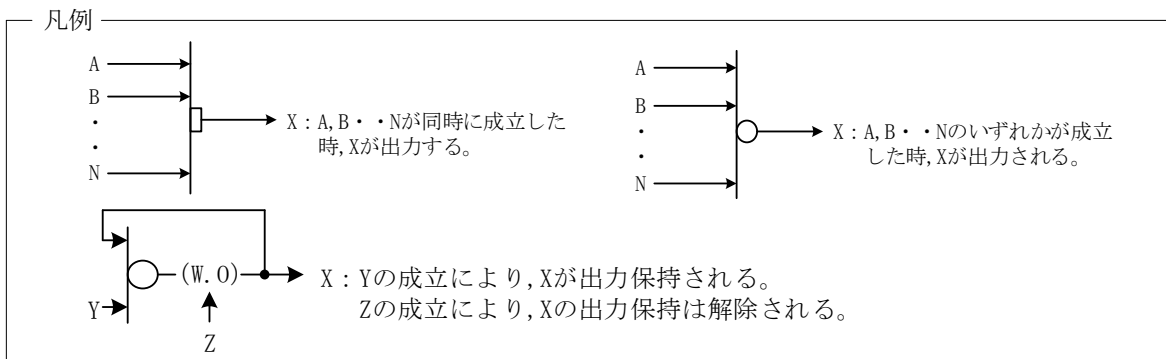 凡例
A
B
・
・
N
X：A,B・・Nが同時に成立した
時,Xが出力する。
A
B
・
・
N
X：A,B・・Nのいずれかが成立
した時,Xが出力される。
Y
(W.O)
Z
X：Yの成立により,Xが出力保持される。
Zの成立により,Xの出力保持は解除される。